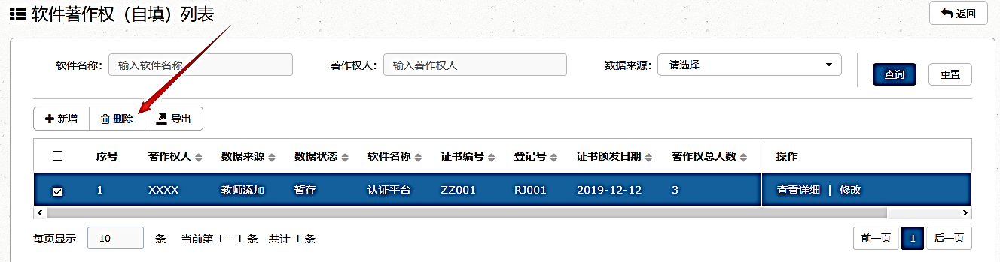 软件著作权（自填）列表 返回
软件名称： 输入软件名称 著作权人： 输入著作权人 数据来源： 请选择 查询 重置
新增 删除 导出
序号 著作权人 数据来源 数据状态 软件名称 证书编号 登记号 证书颁发日期 著作权总人数 操作
1 XXXX 教师添加 暂存 认证平台 ZZ001 RJ001 2019-12-12 3 查看详细 | 修改
每页显示 10 条 当前第 1 - 1 条 共计 1 条 前一页 1 后一页